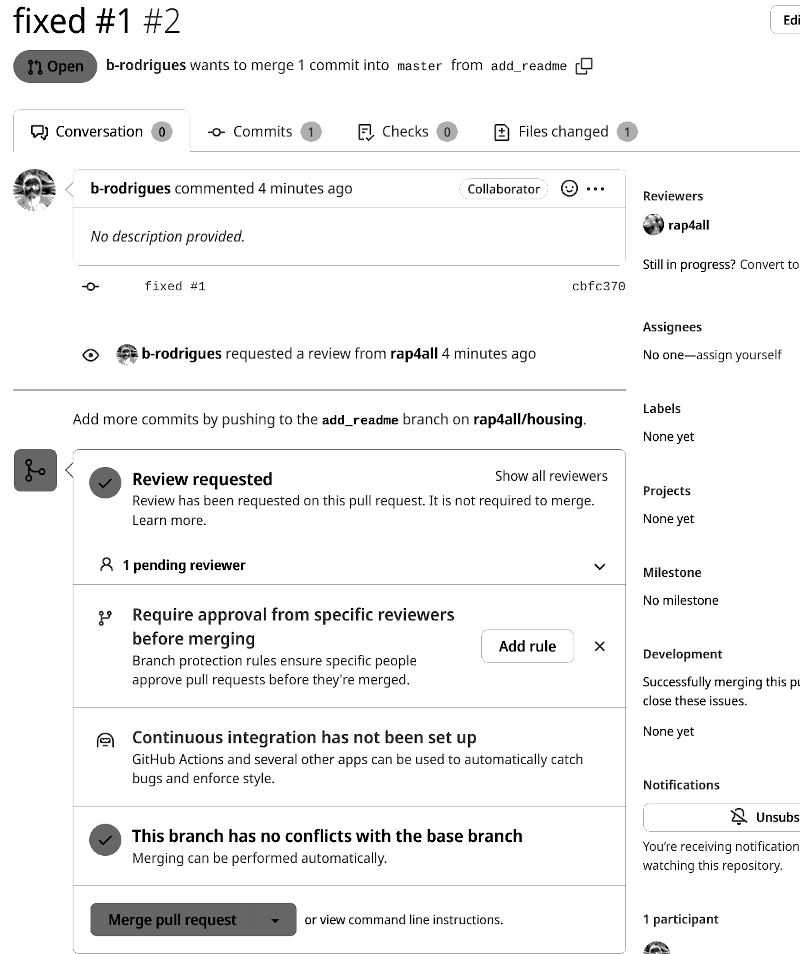 fixed #1 #2
Open b-rodrigues wants to merge 1 commit into master from add_readme
Conversation 0 Commits 1 Checks 0 Files changed 1
b-rodrigues commented 4 minutes ago Collaborator
No description provided.
fixed #1 cbfc370
b-rodrigues requested a review from rap4all 4 minutes ago
Add more commits by pushing to the add_readme branch on rap4all/housing.
Review requested Show all reviewers
Review has been requested on this pull request. It is not required to merge.
Learn more.
1 pending reviewer
Require approval from specific reviewers
before merging
Branch protection rules ensure specific people
approve pull requests before they're merged.
Add rule
Continuous integration has not been set up
GitHub Actions and several other apps can be used to automatically catch
bugs and enforce style.
This branch has no conflicts with the base branch
Merging can be performed automatically.
Merge pull request or view command line instructions.
Edi
Reviewers
rap4all
Still in progress? Convert to
Assignees
No one—assign yourself
Labels
None yet
Projects
None yet
Milestone
No milestone
Development
Successfully merging this pu
close these issues.
None yet
Notifications
Unsubs
You're receiving notification
watching this repository.
1 participant